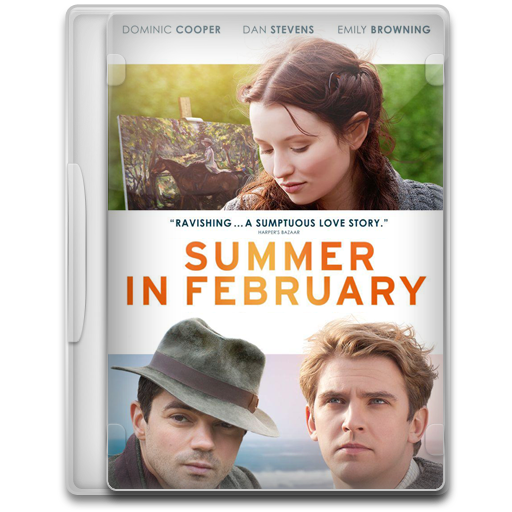 DOMINIC COOPER DAN STEVENS EMILY BROWNING
“RAVISHING...A SUMPTUOUS LOVE STORY.”
HARPER'S BAZAAR
SUMMER
IN FEBRUARY